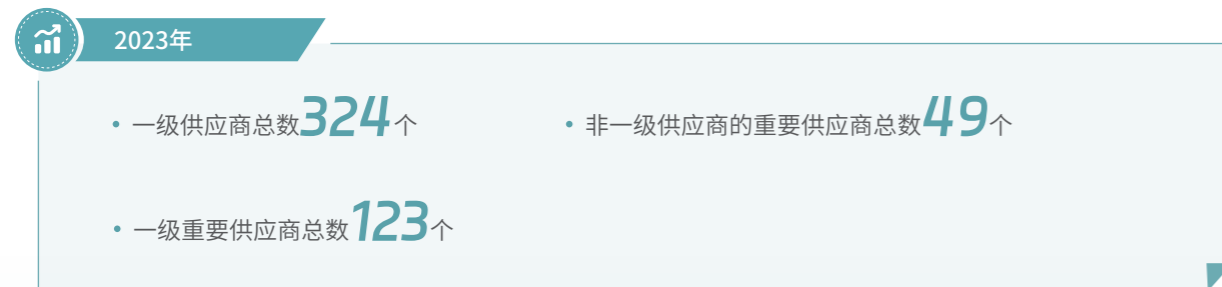 2023年
• 一级供应商总数324个
• 非一级供应商的重要供应商总数49个
• 一级重要供应商总数123个